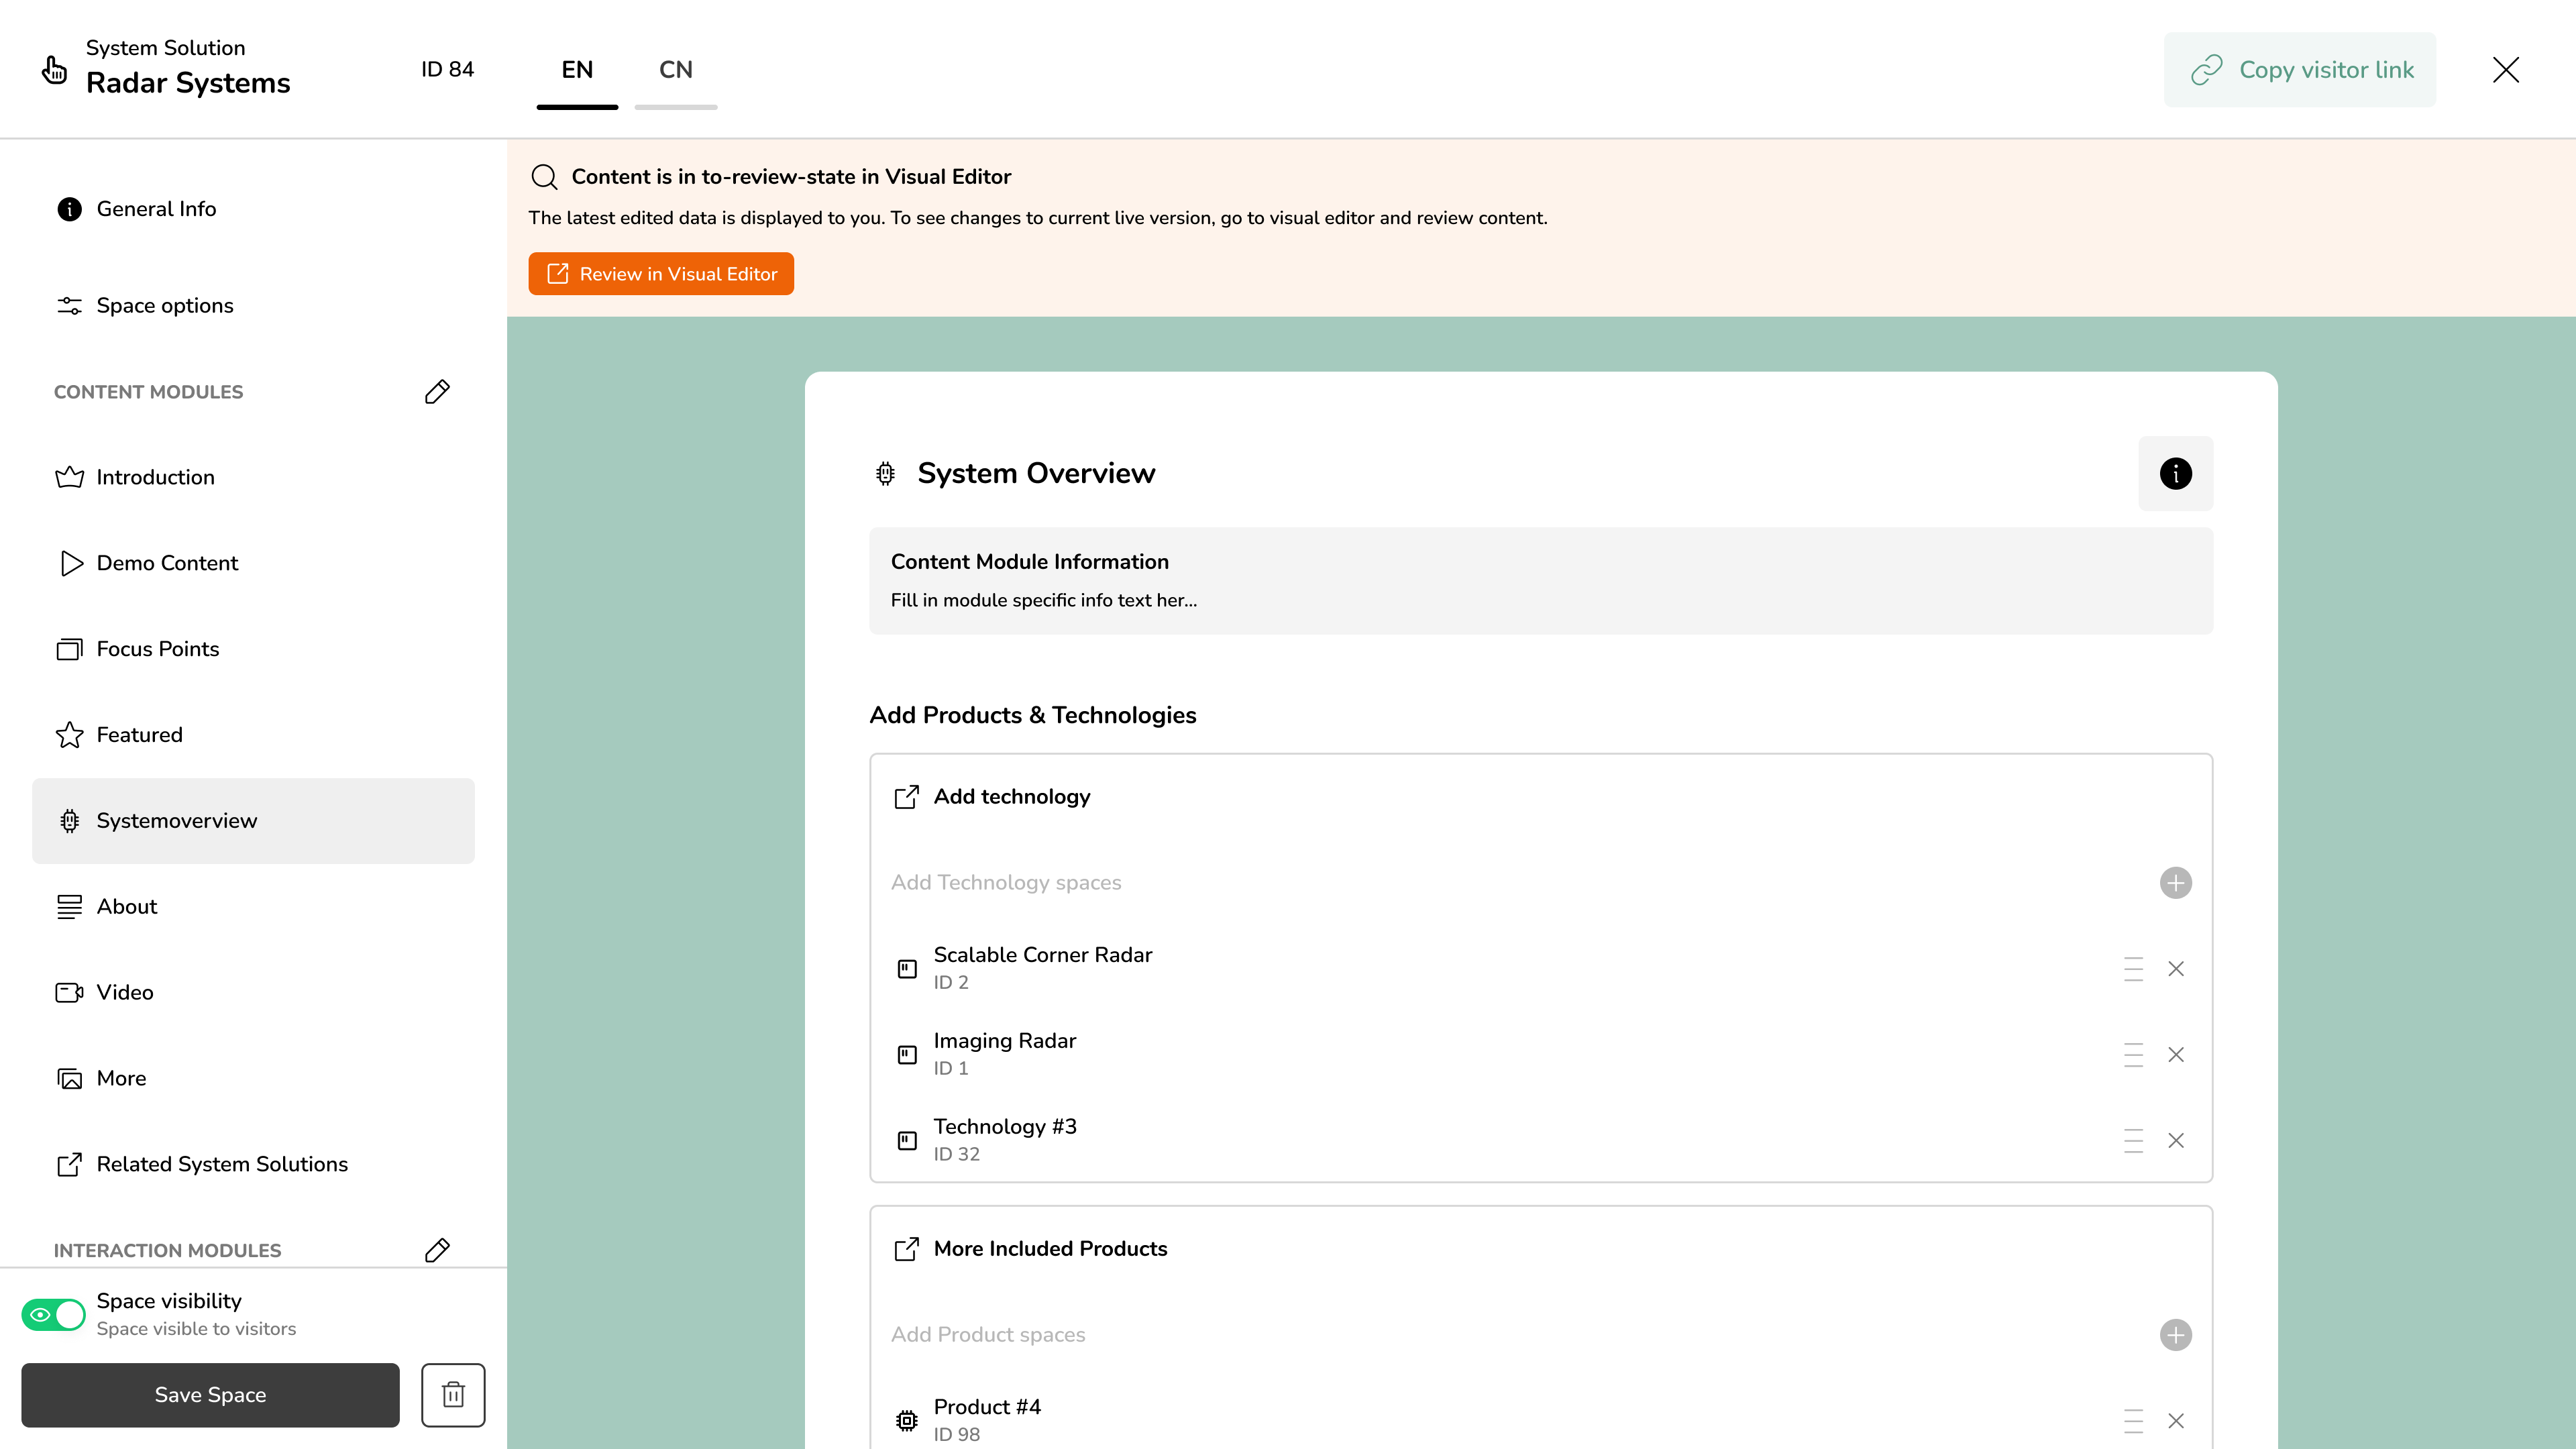 System Solution
Radar Systems
ID 84
EN
CN
Copy visitor link
General Info
Space options
CONTENT MODULES
Introduction
Demo Content
Focus Points
Featured
Systemoverview
About
Video
More
Related System Solutions
INTERACTION MODULES
Space visibility
Space visible to visitors
Save Space
Content is in to-review-state in Visual Editor
The latest edited data is displayed to you. To see changes to current live version, go to visual editor and review content.
Review in Visual Editor
System Overview
Content Module Information
Fill in module specific info text her...
Add Products & Technologies
Add technology
Add Technology spaces
Scalable Corner Radar
ID 2
Imaging Radar
ID 1
Technology #3
ID 32
More Included Products
Add Product spaces
Product #4
ID 98